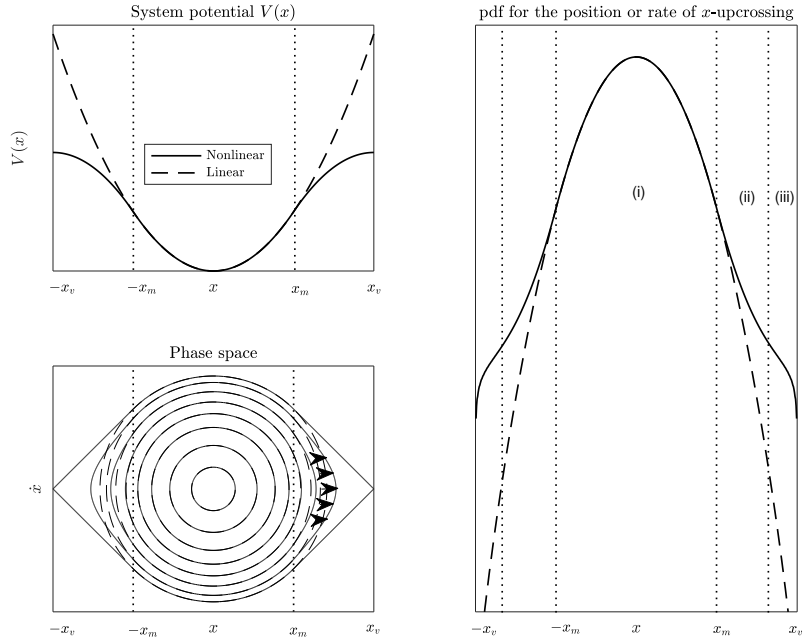 System potential V(x)
V(x)
Nonlinear
Linear
−x_v −x_m x x_m x_v
Phase space
ẋ
−x_v −x_m x x_m x_v
pdf for the position or rate of x-upcrossing
(i)
(ii)
(iii)
−x_v −x_m x x_m x_v